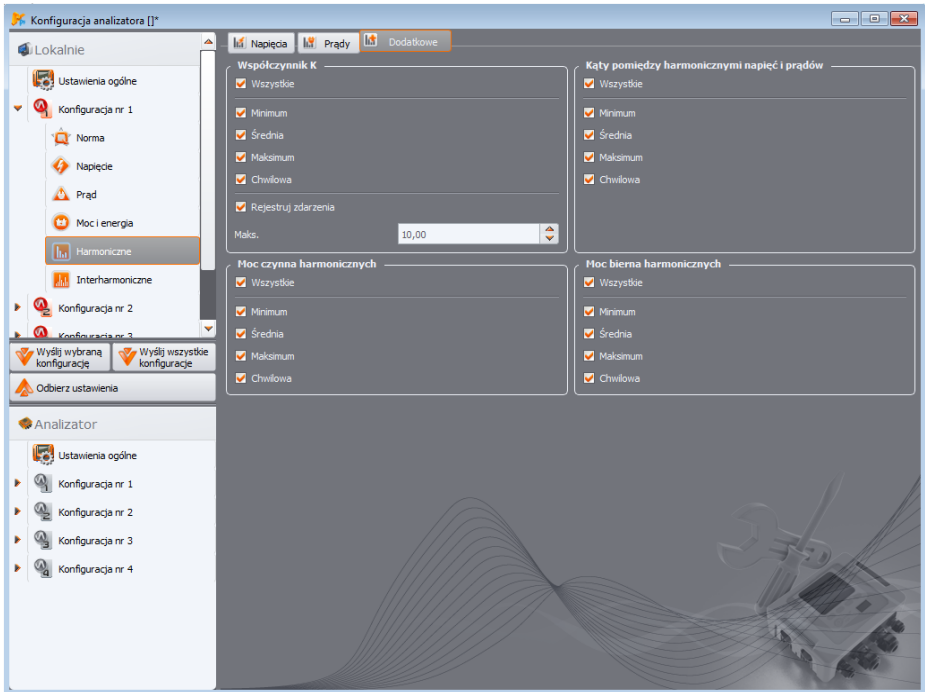 Konfiguracja analizatora []*
Lokalnie
Ustawienia ogólne
Konfiguracja nr 1
Norma
Napięcie
Prąd
Moc i energia
Harmoniczne
Interharmoniczne
Konfiguracja nr 2
Konfiguracja nr 3
Wyślij wybraną
konfigurację
Wyślij wszystkie
konfiguracje
Odbierz ustawienia
Analizator
Ustawienia ogólne
Konfiguracja nr 1
Konfiguracja nr 2
Konfiguracja nr 3
Konfiguracja nr 4
Napięcia
Prądy
Dodatkowe
Współczynnik K
Wszystkie
Minimum
Średnia
Maksimum
Chwilowa
Rejestruj zdarzenia
Maks.
10,00
Kąty pomiędzy harmonicznymi napięć i prądów
Wszystkie
Minimum
Średnia
Maksimum
Chwilowa
Moc czynna harmonicznych
Wszystkie
Minimum
Średnia
Maksimum
Chwilowa
Moc bierna harmonicznych
Wszystkie
Minimum
Średnia
Maksimum
Chwilowa